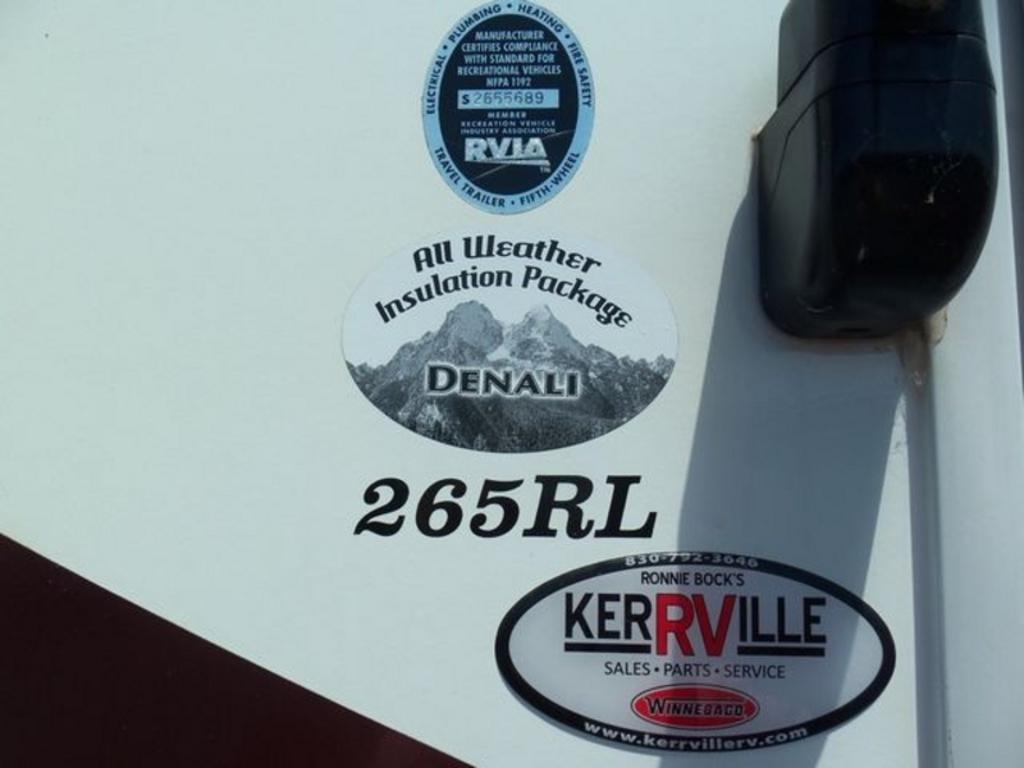 ELECTRICAL • PLUMBING • HEATING • FIRE SAFETY
MANUFACTURER
CERTIFIES COMPLIANCE
WITH STANDARD FOR
RECREATIONAL VEHICLES
NFPA 1192
S 2655689
MEMBER
RECREATION VEHICLE
INDUSTRY ASSOCIATION
RVIA
TM
TRAVEL TRAILER • FIFTH-WHEEL
All Weather
Insulation Package
DENALI
265RL
830-792-3646
RONNIE BOCK'S
KERRVILLE
SALES • PARTS • SERVICE
WINNEBAGO
www.kerrvillerv.com